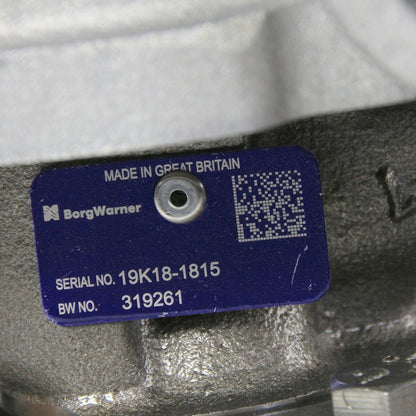 MADE IN GREAT BRITAIN
BorgWarner
SERIAL NO. 19K18-1815
BW NO. 319261